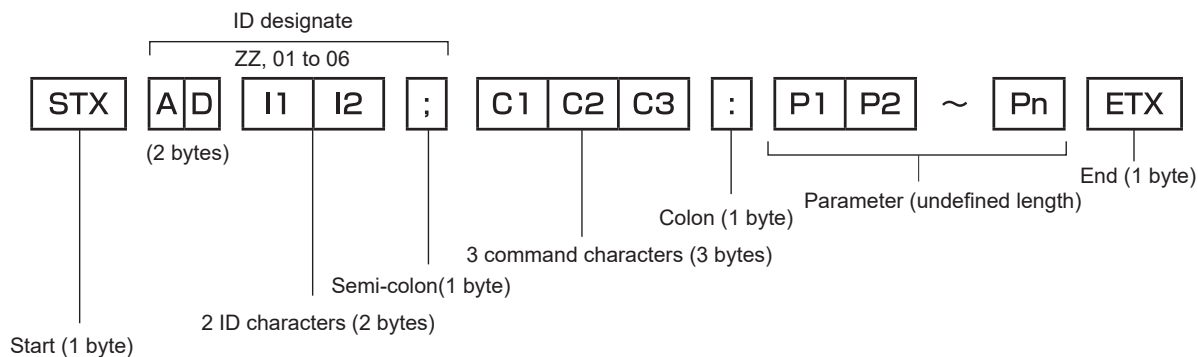 ID designate
ZZ, 01 to 06
STX A D I1 I2 ; C1 C2 C3 : P1 P2 ～ Pn ETX
(2 bytes)
End (1 byte)
Parameter (undefined length)
Colon (1 byte)
3 command characters (3 bytes)
Semi-colon(1 byte)
2 ID characters (2 bytes)
Start (1 byte)